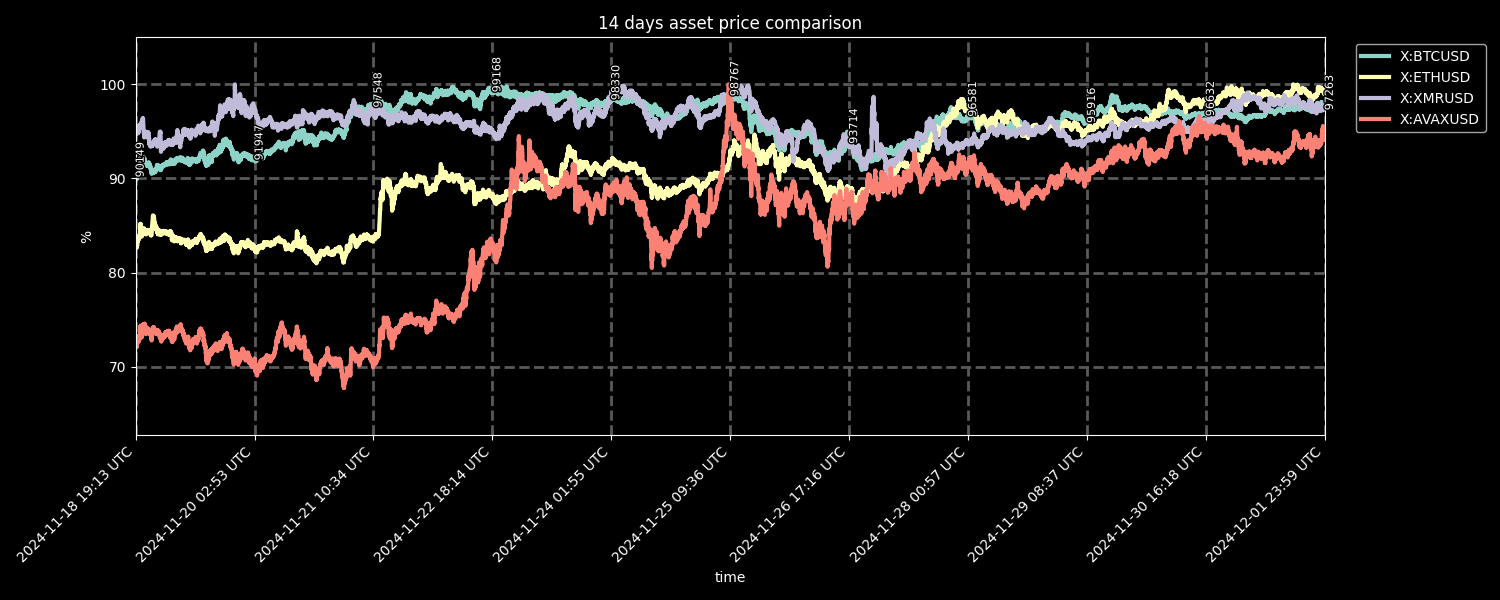 14 days asset price comparison
X:BTCUSD
X:ETHUSD
X:XMRUSD
X:AVAXUSD
100
90
80
70
%
90149
91947
97548
99168
98330
98767
93714
96581
95916
96632
97263
2024-11-18 19:13 UTC
2024-11-20 02:53 UTC
2024-11-21 10:34 UTC
2024-11-22 18:14 UTC
2024-11-24 01:55 UTC
2024-11-25 09:36 UTC
2024-11-26 17:16 UTC
2024-11-28 00:57 UTC
2024-11-29 08:37 UTC
2024-11-30 16:18 UTC
2024-12-01 23:59 UTC
time